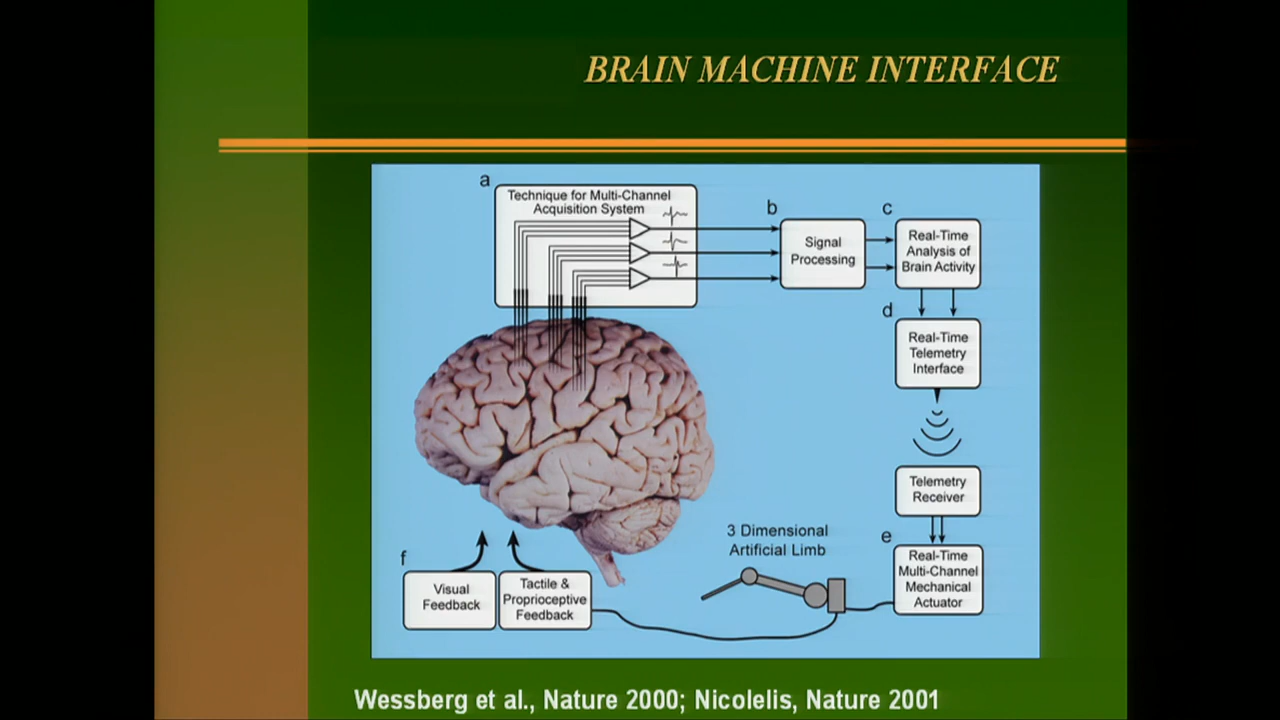 BRAIN MACHINE INTERFACE
a
Technique for Multi-Channel
Acquisition System
b
Signal
Processing
c
Real-Time
Analysis of
Brain Activity
d
Real-Time
Telemetry
Interface
Telemetry
Receiver
e
Real-Time
Multi-Channel
Mechanical
Actuator
3 Dimensional
Artificial Limb
f
Visual
Feedback
Tactile &
Proprioceptive
Feedback
Wessberg et al., Nature 2000; Nicolelis, Nature 2001